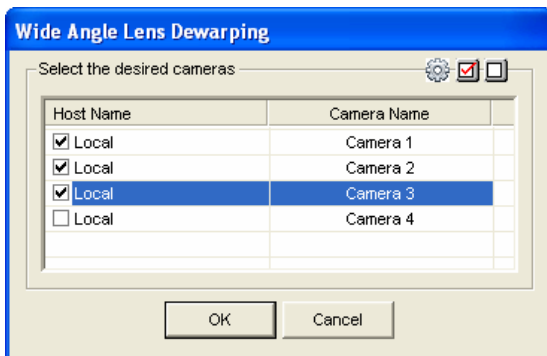 Wide Angle Lens Dewarping
Select the desired cameras
Host Name Camera Name
Local Camera 1
Local Camera 2
Local Camera 3
Local Camera 4
OK Cancel